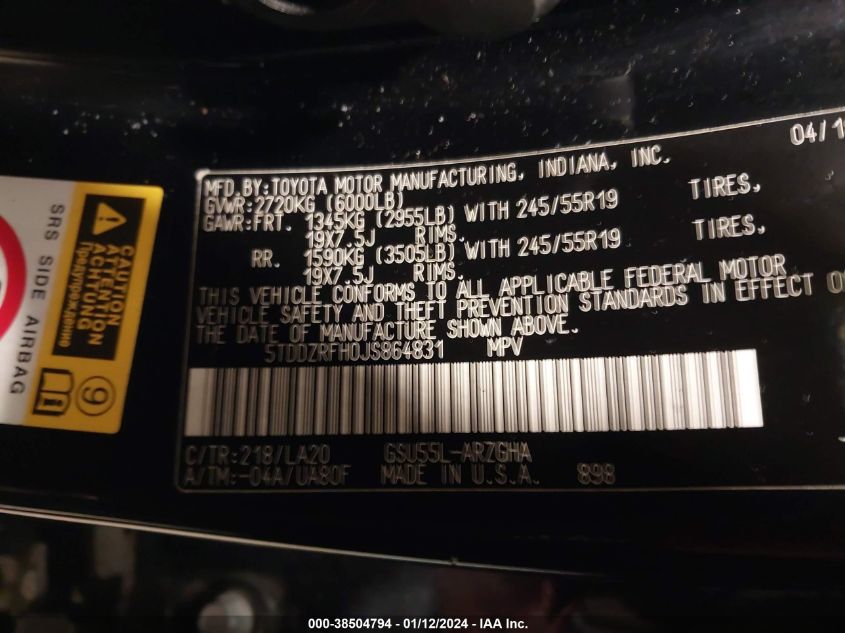 04/1
MFD.BY:TOYOTA MOTOR MANUFACTURING, INDIANA, INC.
GVWR:2720KG (6000LB)
GAWR:FRT. 1345KG (2955LB) WITH 245/55R19 TIRES,
19X7.5J RIMS.
RR. 1590KG (3505LB) WITH 245/55R19 TIRES,
19X7.5J RIMS.
THIS VEHICLE CONFORMS TO ALL APPLICABLE FEDERAL MOTOR
VEHICLE SAFETY AND THEFT PREVENTION STANDARDS IN EFFECT O
THE DATE OF MANUFACTURE SHOWN ABOVE.
5TDDZRFH0JS864831 MPV
C/TR:218/LA20 GSU55L-ARZGHA
A/TM:-04A/UA80F MADE IN U.S.A. 898
SRS SIDE AIRBAG
CAUTION
ATTENTION
ACHTUNG
Предупреждение
9
000-38504794 - 01/12/2024 - IAA Inc.